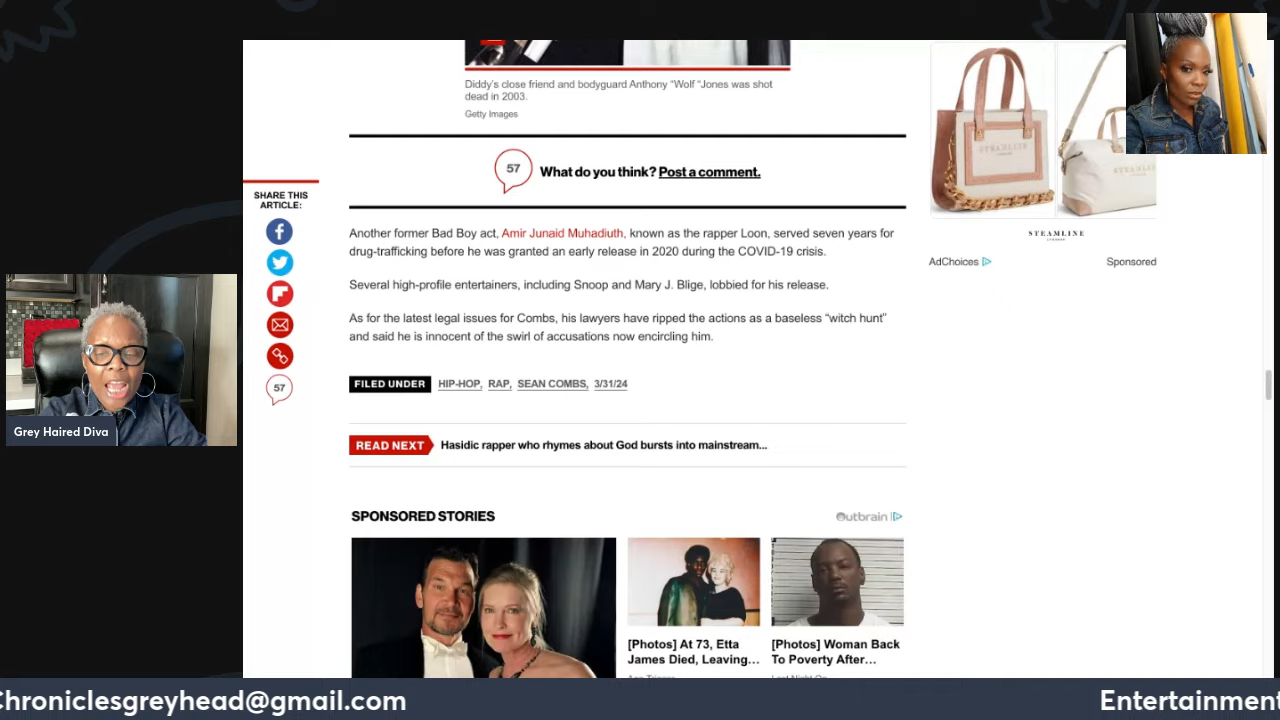 Diddy's close friend and bodyguard Anthony “Wolf “Jones was shot
dead in 2003.
Getty Images
57
What do you think? Post a comment.
SHARE THIS
ARTICLE:
57
Another former Bad Boy act, Amir Junaid Muhadiuth, known as the rapper Loon, served seven years for
drug-trafficking before he was granted an early release in 2020 during the COVID-19 crisis.
Several high-profile entertainers, including Snoop and Mary J. Blige, lobbied for his release.
As for the latest legal issues for Combs, his lawyers have ripped the actions as a baseless “witch hunt”
and said he is innocent of the swirl of accusations now encircling him.
FILED UNDER HIP-HOP, RAP, SEAN COMBS, 3/31/24
READ NEXT Hasidic rapper who rhymes about God bursts into mainstream...
SPONSORED STORIES
Outbrain
[Photos] At 73, Etta
James Died, Leaving...
[Photos] Woman Back
To Poverty After...
STEAMLINE
STEAMLINE
STEAMLINE
AdChoices
Sponsored
Grey Haired Diva
Chroniclesgreyhead@gmail.com
Entertainment